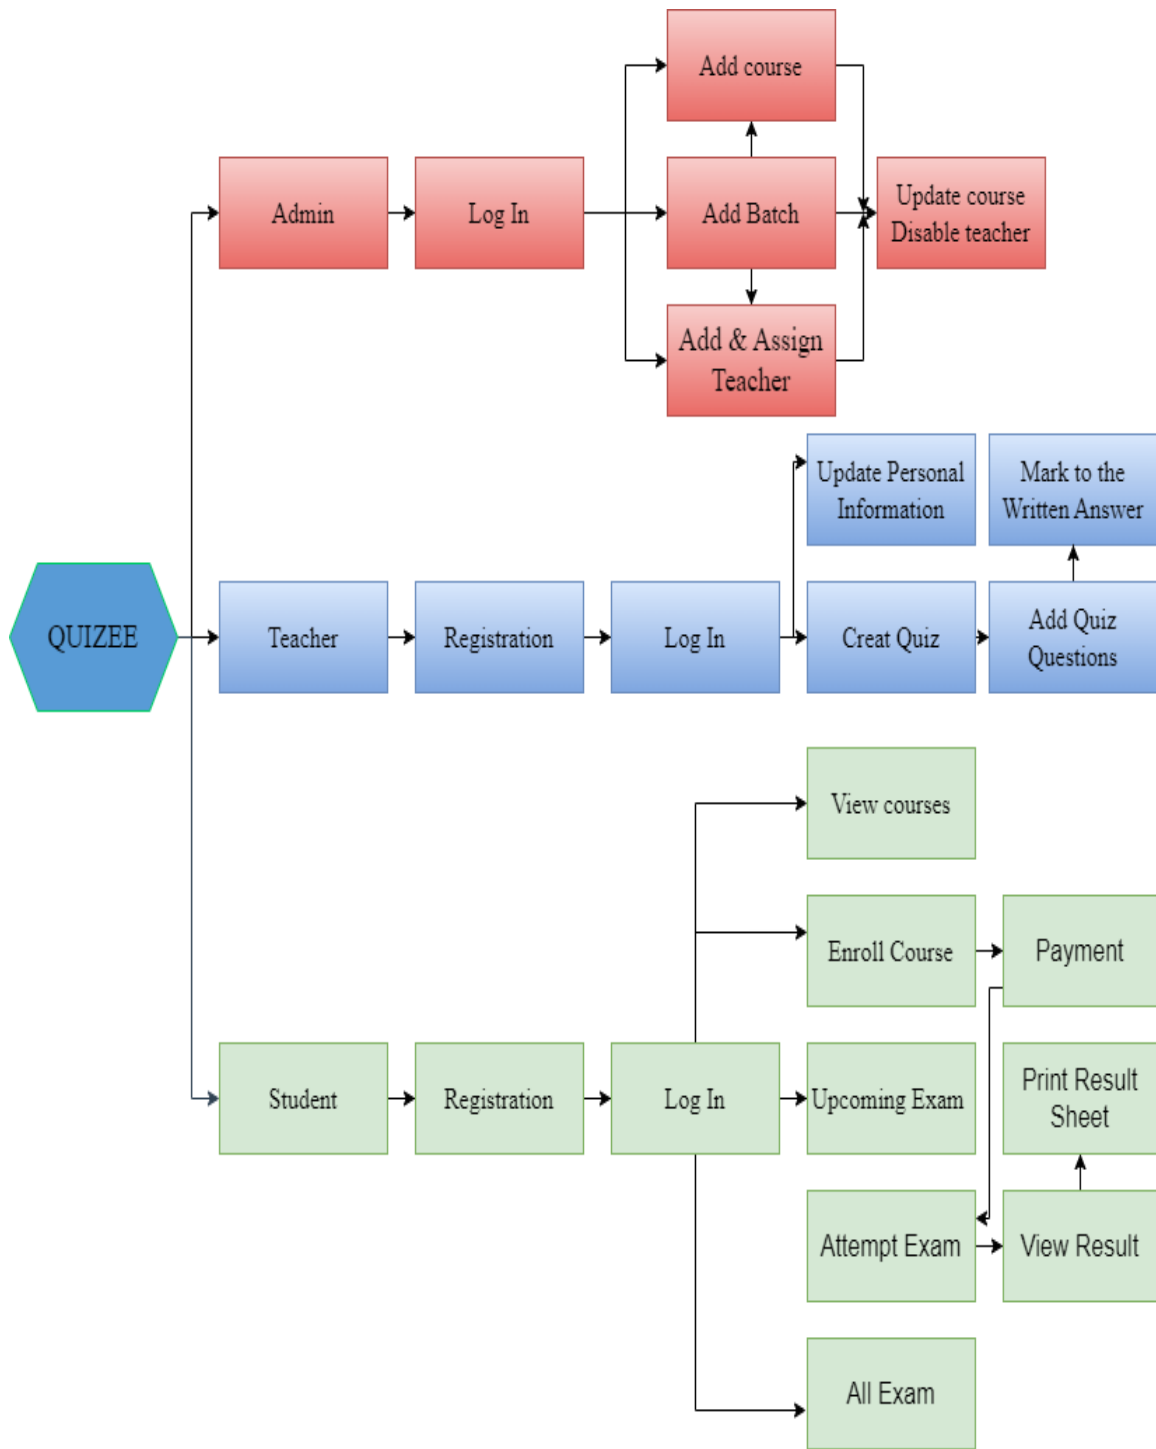 Add course
Admin
Log In
Add Batch
Update course
Disable teacher
Add & Assign
Teacher
Update Personal
Information
Mark to the
Written Answer
QUIZEE
Teacher
Registration
Log In
Creat Quiz
Add Quiz
Questions
View courses
Enroll Course
Payment
Student
Registration
Log In
Upcoming Exam
Print Result
Sheet
Attempt Exam
View Result
All Exam